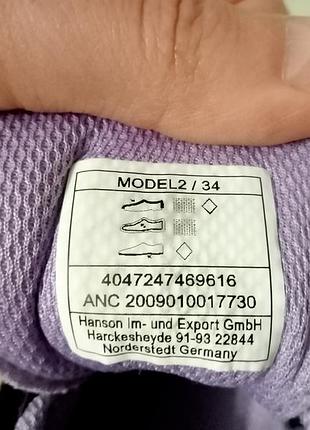 MODEL2 / 34
4047247469616
ANC 2009010017730
Hanson Im- und Export GmbH
Harckesheyde 91-93 22844
Norderstedt Germany